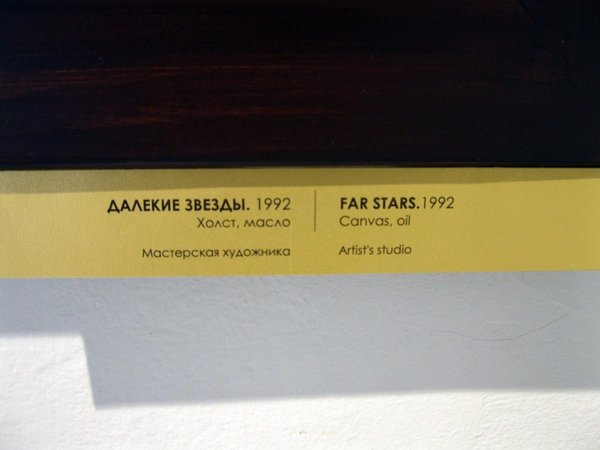 ДАЛЕКИЕ ЗВЕЗДЫ. 1992
Холст, масло
Мастерская художника
FAR STARS.1992
Canvas, oil
Artist's studio